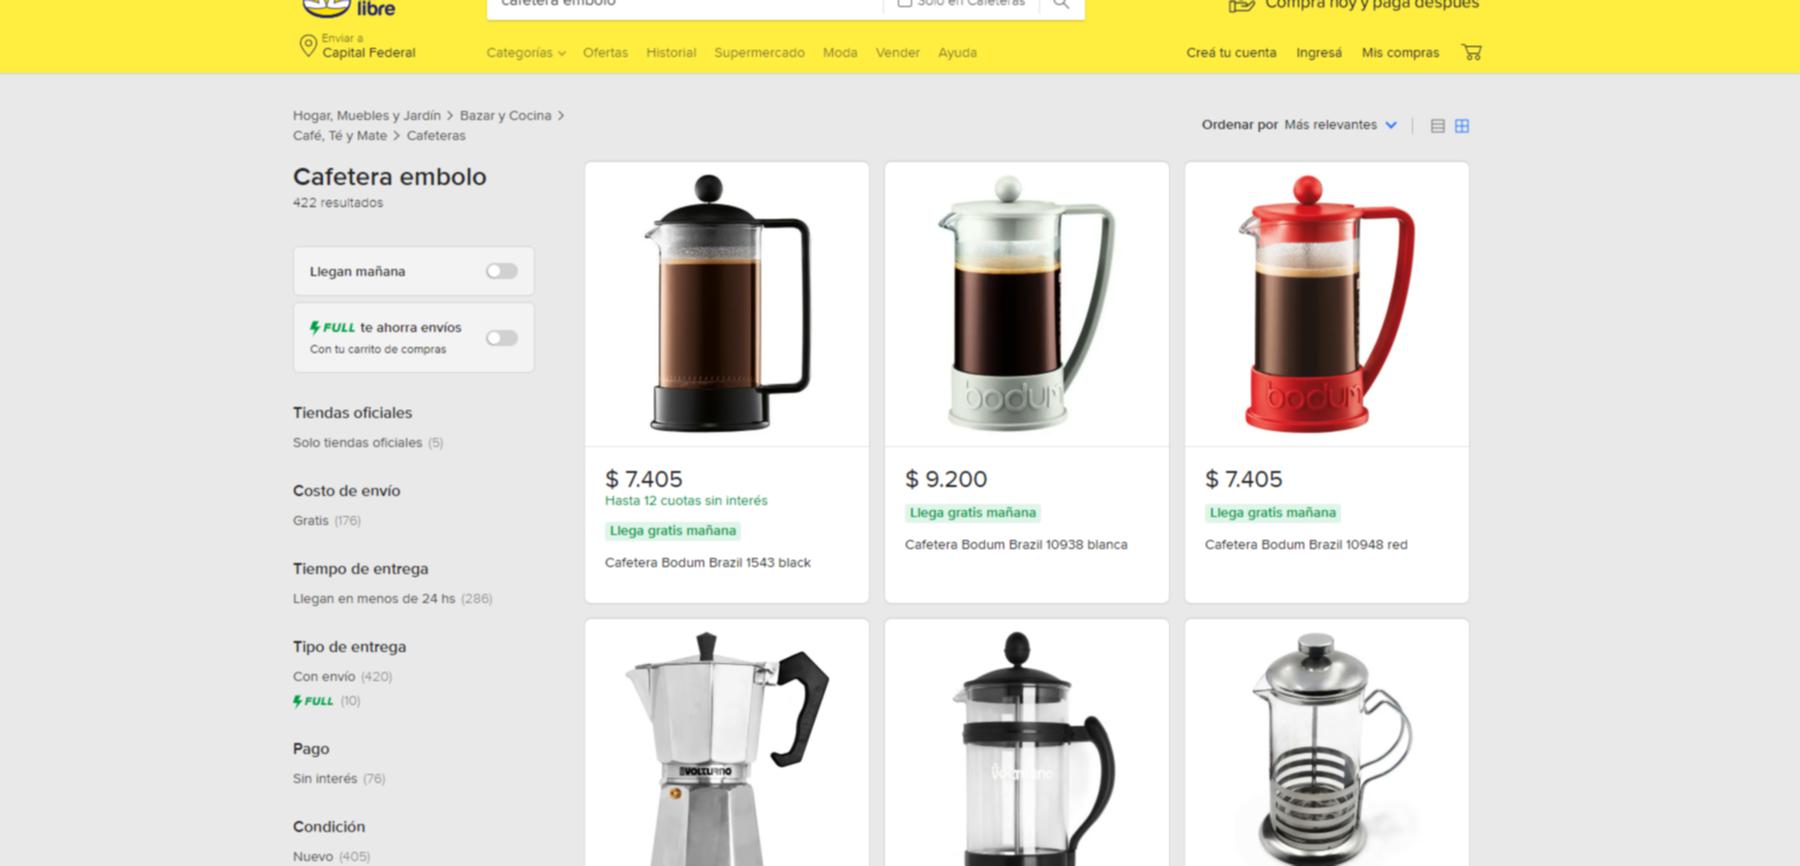 libre
cafetera embolo
Solo en Cafeteras
Compra hoy y paga después
Enviar a
Capital Federal
Categorías
Ofertas
Historial
Supermercado
Moda
Vender
Ayuda
Creá tu cuenta
Ingresá
Mis compras
Hogar, Muebles y Jardín > Bazar y Cocina >
Café, Té y Mate > Cafeteras
Ordenar por Más relevantes
Cafetera embolo
422 resultados
Llegan mañana
FULL te ahorra envíos
Con tu carrito de compras
Tiendas oficiales
Solo tiendas oficiales (5)
Costo de envío
Gratis (176)
Tiempo de entrega
Llegan en menos de 24 hs (286)
Tipo de entrega
Con envío (420)
FULL (10)
Pago
Sin interés (76)
Condición
Nuevo (405)
$ 7.405
Hasta 12 cuotas sin interés
Llega gratis mañana
Cafetera Bodum Brazil 1543 black
bodum
$ 9.200
Llega gratis mañana
Cafetera Bodum Brazil 10938 blanca
bodum
$ 7.405
Llega gratis mañana
Cafetera Bodum Brazil 10948 red
VOLTURNO
Volturno